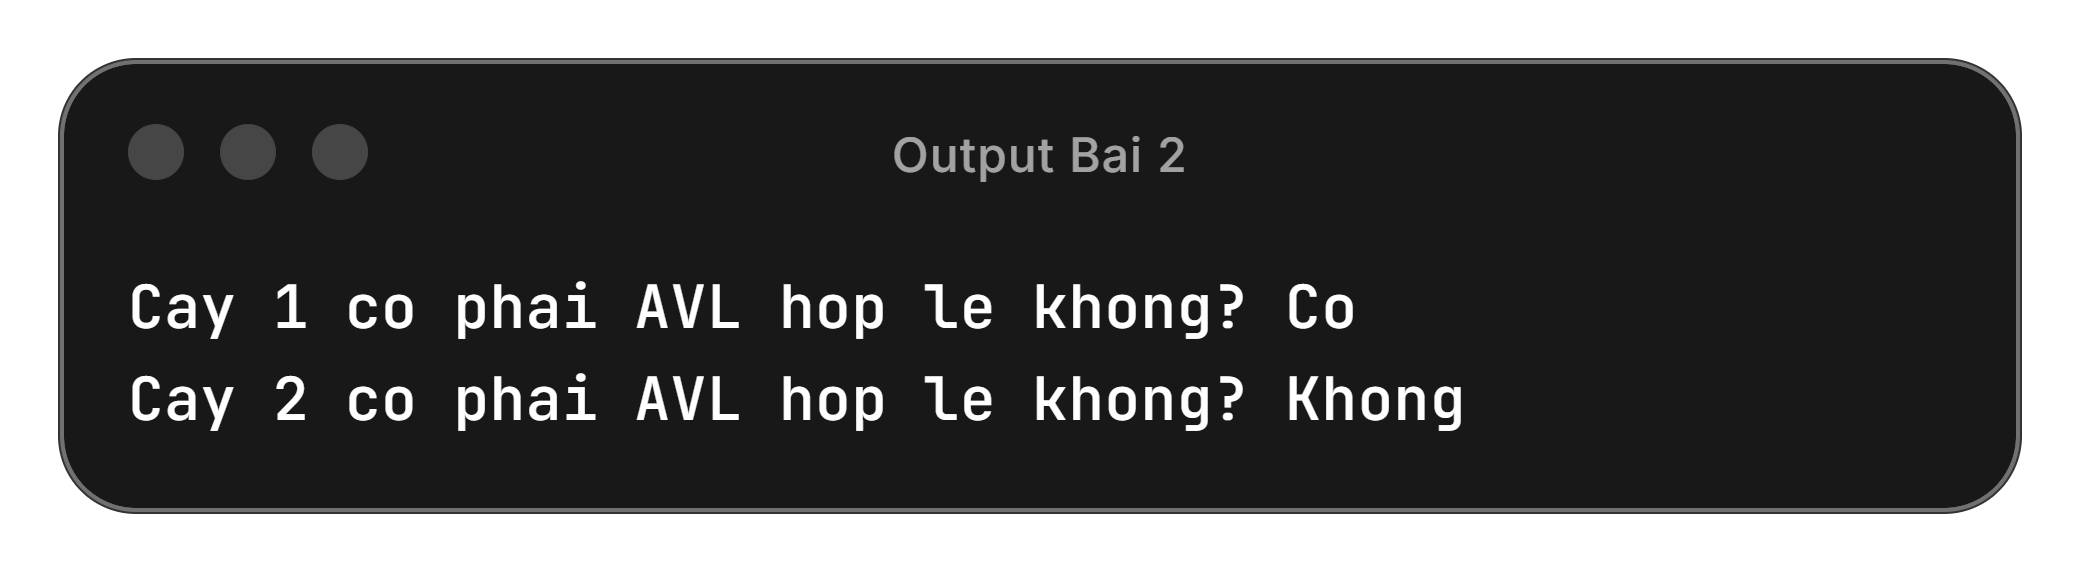 Output Bai 2
Cay 1 co phai AVL hop le khong? Co
Cay 2 co phai AVL hop le khong? Khong